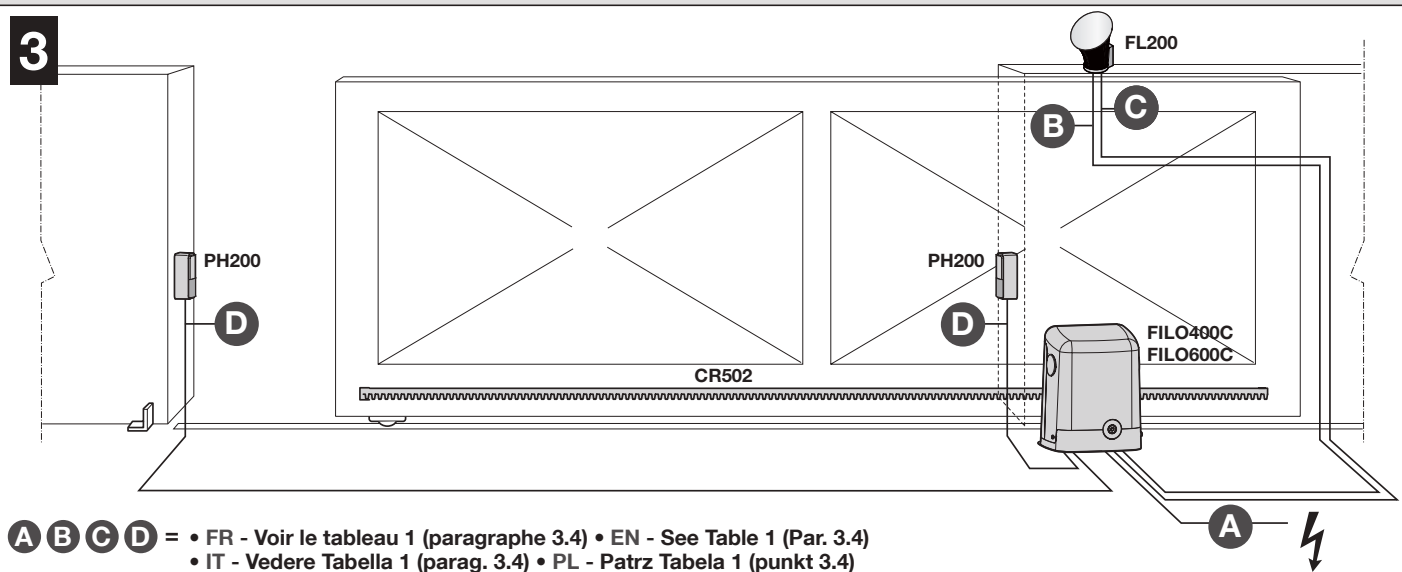 3
FL200
B C
PH200
PH200
D
D
FILO400C
FILO600C
CR502
A
A B C D = • FR - Voir le tableau 1 (paragraphe 3.4) • EN - See Table 1 (Par. 3.4)
• IT - Vedere Tabella 1 (parag. 3.4) • PL - Patrz Tabela 1 (punkt 3.4)